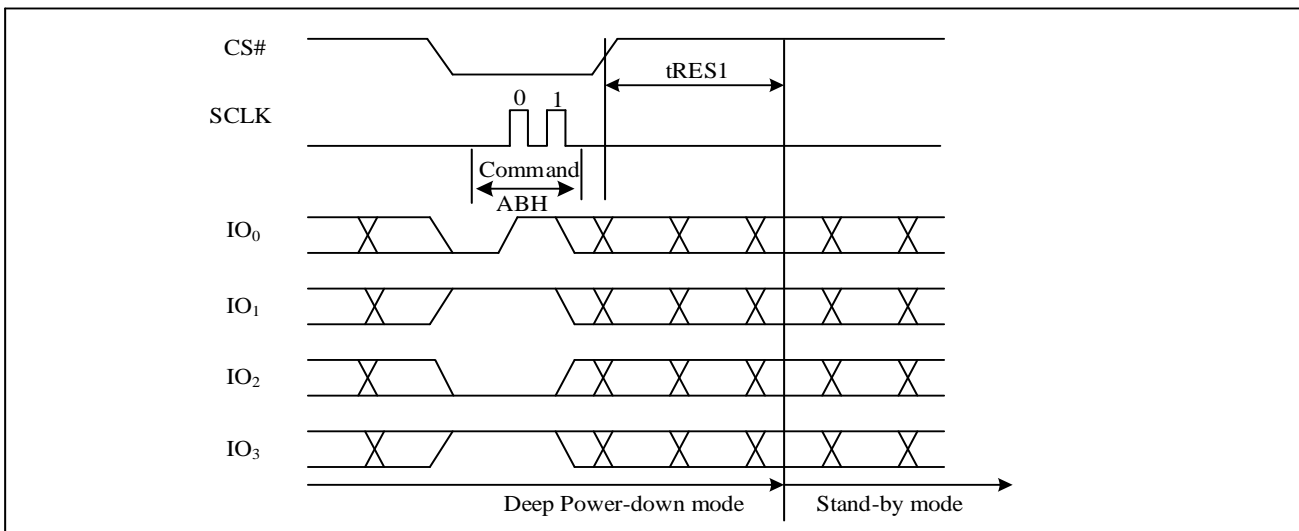 CS#
tRES1
SCLK
0 1
Command
ABH
IO0
IO1
IO2
IO3
Deep Power-down mode Stand-by mode